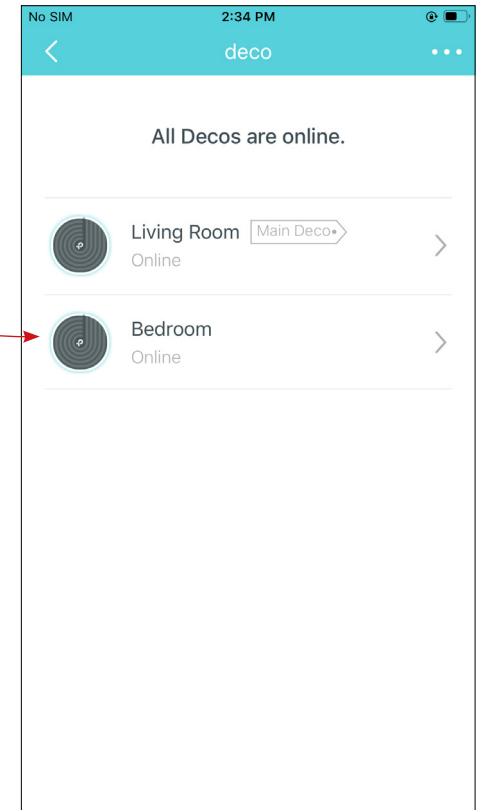 No SIM 2:34 PM
deco
All Decos are online.
Living Room Main Deco
Online
Bedroom
Online